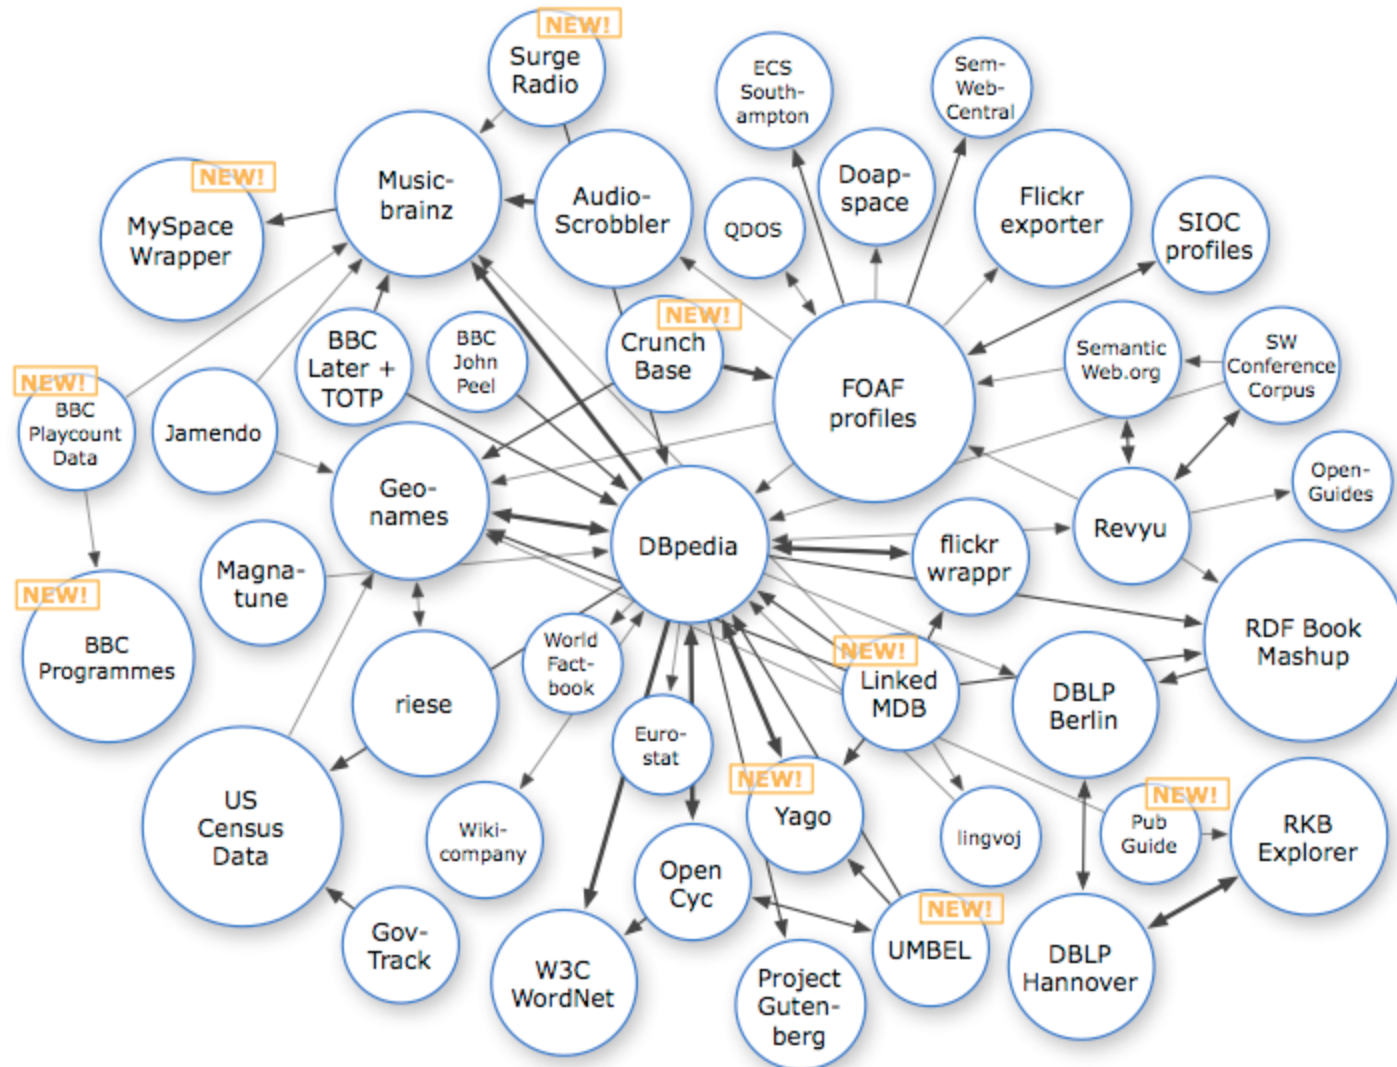 NEW!
Surge
Radio
ECS
South-
ampton
Sem-
Web-
Central
Music-
brainz
NEW!
MySpace
Wrapper
Audio-
Scrobbler
QDOS
Doap-
space
Flickr
exporter
SIOC
profiles
NEW!
Crunch
Base
BBC
Later +
TOTP
BBC
John
Peel
FOAF
profiles
Semantic
Web.org
SW
Conference
Corpus
NEW!
BBC
Playcount
Data
Jamendo
Geo-
names
Open-
Guides
DBpedia
flickr
wrappr
Revyu
Magna-
tune
NEW!
BBC
Programmes
World
Fact-
book
NEW!
Linked
MDB
DBLP
Berlin
RDF Book
Mashup
riese
Euro-
stat
NEW!
Yago
US
Census
Data
Wiki-
company
lingvoj
NEW!
Pub
Guide
RKB
Explorer
Open
Cyc
NEW!
UMBEL
Gov-
Track
W3C
WordNet
Project
Guten-
berg
DBLP
Hannover